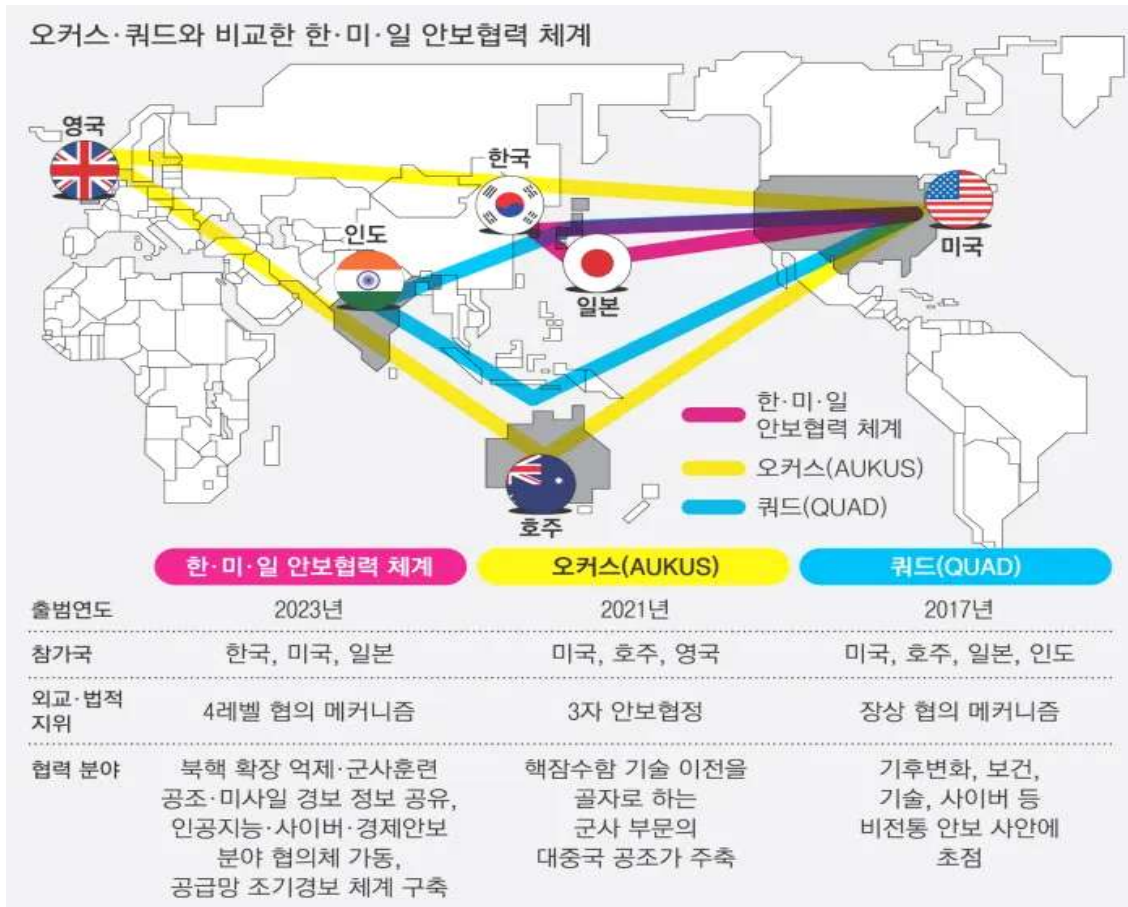 오커스·쿼드와 비교한 한·미·일 안보협력 체계
영국
한국
인도
미국
일본
호주
한·미·일
안보협력 체계
오커스(AUKUS)
쿼드(QUAD)
한·미·일 안보협력 체계 오커스(AUKUS) 쿼드(QUAD)
출범연도 2023년 2021년 2017년
참가국 한국, 미국, 일본 미국, 호주, 영국 미국, 호주, 일본, 인도
외교·법적
지위
4레벨 협의 메커니즘 3자 안보협정 장상 협의 메커니즘
협력 분야 북핵 확장 억제·군사훈련 핵잠수함 기술 이전을 기후변화, 보건,
공조·미사일 경보 정보 공유, 골자로 하는 기술, 사이버 등
인공지능·사이버·경제안보 군사 부문의 비전통 안보 사안에
분야 협의체 가동, 대중국 공조가 주축 초점
공급망 조기경보 체계 구축